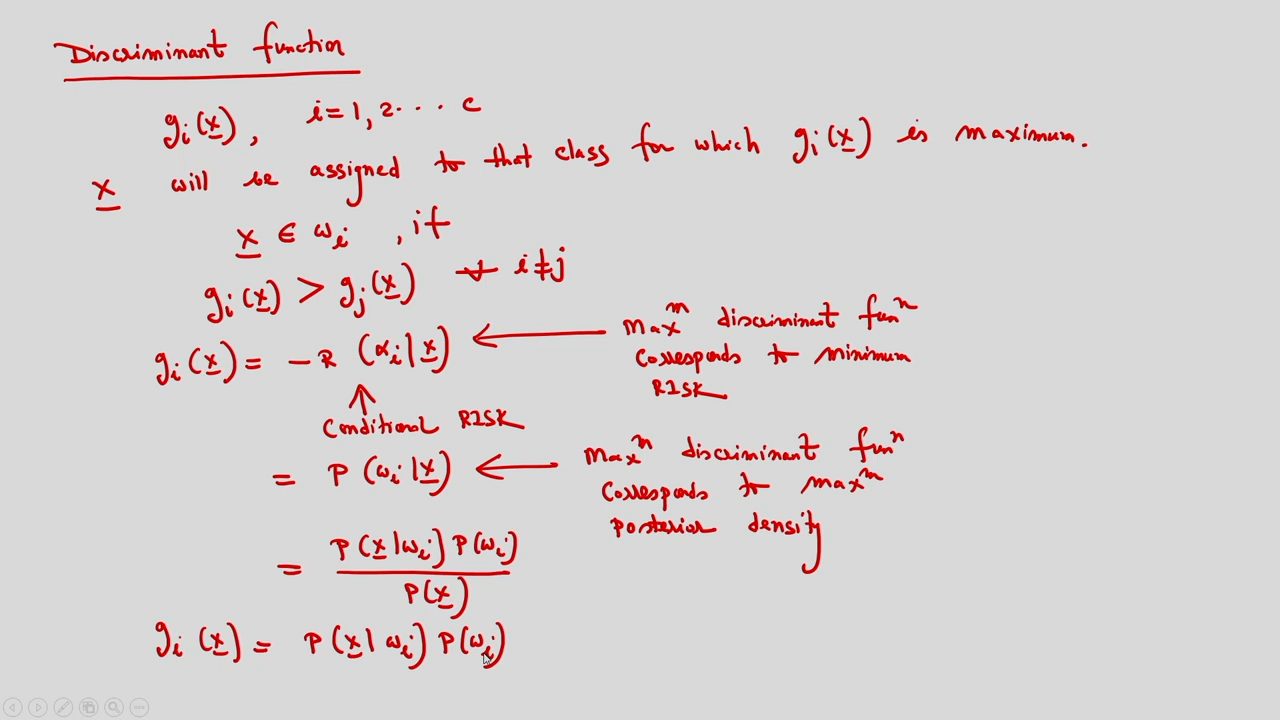 Discriminant function
gᵢ(x), i = 1, 2 . . . c
x will be assigned to that class for which gᵢ(x) is maximum.
x ∈ ωᵢ , if
gᵢ(x) > gⱼ(x) ∀ i ≠ j
gᵢ(x) = − R (αᵢ | x) ←
Maxᵐ discriminant funⁿ
corresponds to minimum
RISK
↑
Conditional RISK
= P (ωᵢ | x) ←
Maxᵐ discriminant funⁿ
corresponds to maxᵐ
posterior density
= P(x | ωᵢ) P(ωᵢ)
P(x)
gᵢ(x) = P(x | ωᵢ) P(ωᵢ)